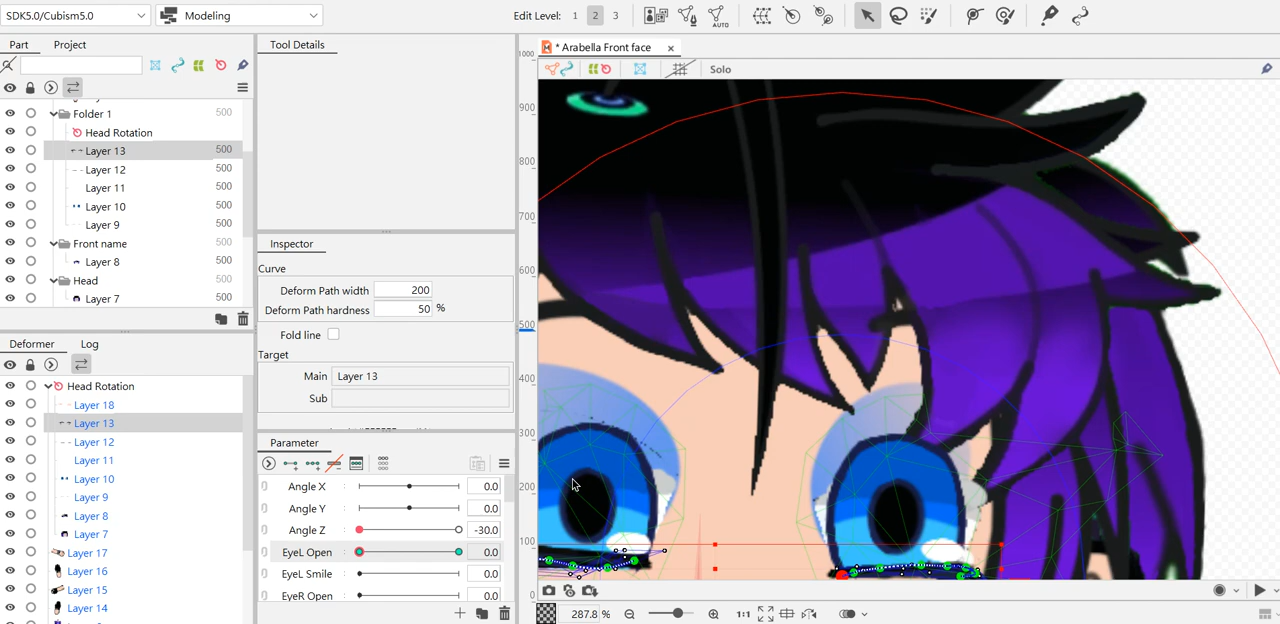 SDK5.0/Cubism5.0
Modeling
Edit Level: 1 2 3
AUTO
Part Project
Folder 1 500
Head Rotation
Layer 13 500
Layer 12 500
Layer 11 500
Layer 10 500
Layer 9 500
Front name 500
Layer 8 500
Head 500
Layer 7 500
Deformer Log
Head Rotation
Layer 18
Layer 13
Layer 12
Layer 11
Layer 10
Layer 9
Layer 8
Layer 7
Layer 17
Layer 16
Layer 15
Layer 14
Tool Details
Inspector
Curve
Deform Path width 200
Deform Path hardness 50 %
Fold line
Target
Main Layer 13
Sub
Parameter
Angle X : 0.0
Angle Y : 0.0
Angle Z : -30.0
EyeL Open : 0.0
EyeL Smile : 0.0
EyeR Open : 0.0
* Arabella Front face x
Solo
1000
900
800
700
600
500
400
300
200
100
0
287.8 %
1:1